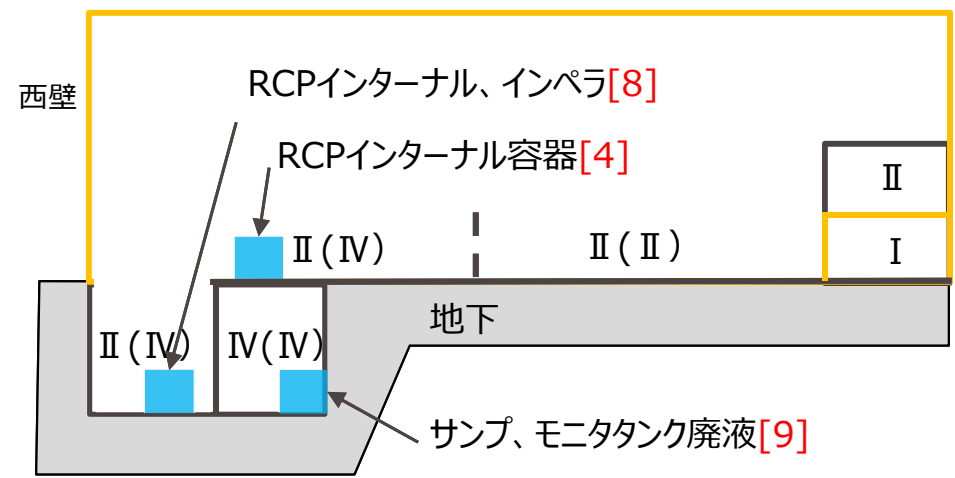 RCPインターナル、インペラ[8]
西壁
RCPインターナル容器[4]
Ⅱ
Ⅱ(Ⅳ)
Ⅱ(Ⅱ)
Ⅰ
地下
Ⅱ(Ⅳ)
Ⅳ(Ⅳ)
サンプ、モニタタンク廃液[9]